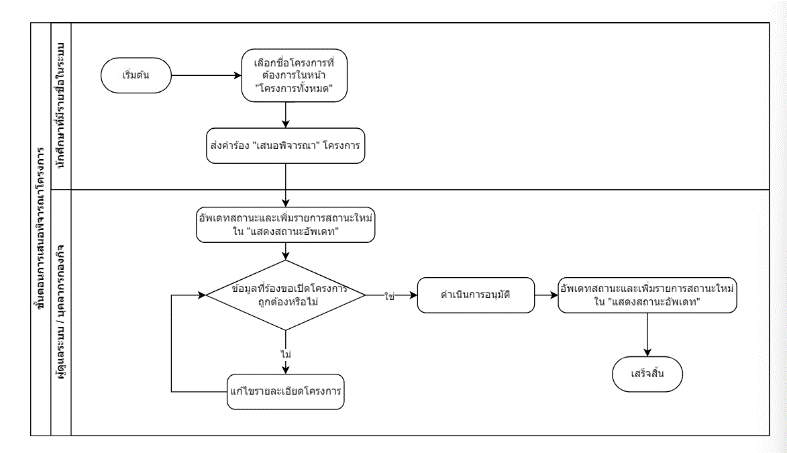 ขั้นตอนการเสนอพิจารณาโครงการ
นักศึกษาที่มีรายชื่อในระบบ
เริ่มต้น
เลือกชื่อโครงการที่
ต้องการในหน้า
"โครงการทั้งหมด"
ส่งคำร้อง "เสนอพิจารณา" โครงการ
ผู้ดูแลระบบ / บุคลากรกองกิจ
อัพเดทสถานะและเพิ่มรายการสถานะใหม่
ใน "แสดงสถานะอัพเดท"
ข้อมูลที่ร้องขอเปิดโครงการ
ถูกต้องหรือไม่
ใช่
ดำเนินการอนุมัติ
อัพเดทสถานะและเพิ่มรายการสถานะใหม่
ใน "แสดงสถานะอัพเดท"
ไม่
แก้ไขรายละเอียดโครงการ
เสร็จสิ้น